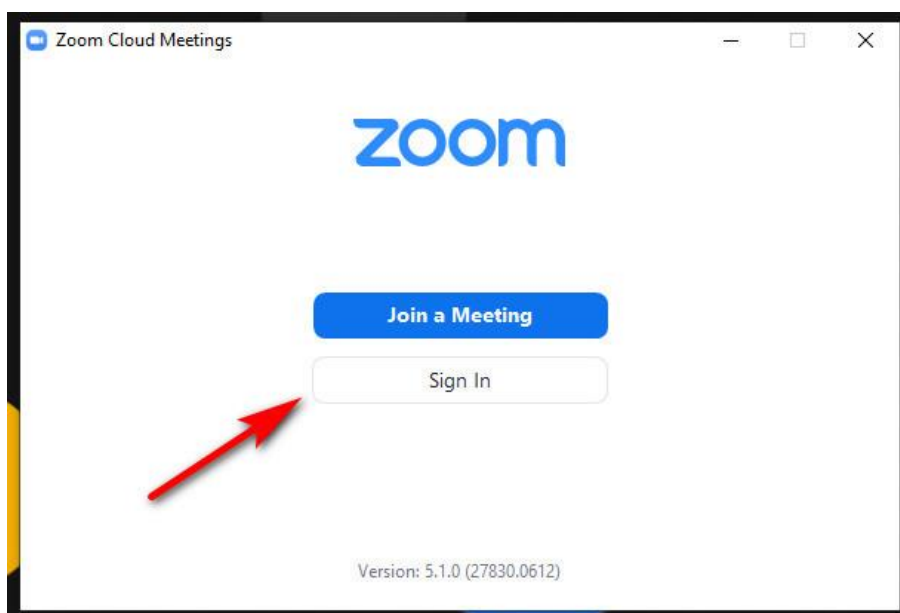 Zoom Cloud Meetings
zoom
Join a Meeting
Sign In
Version: 5.1.0 (27830.0612)